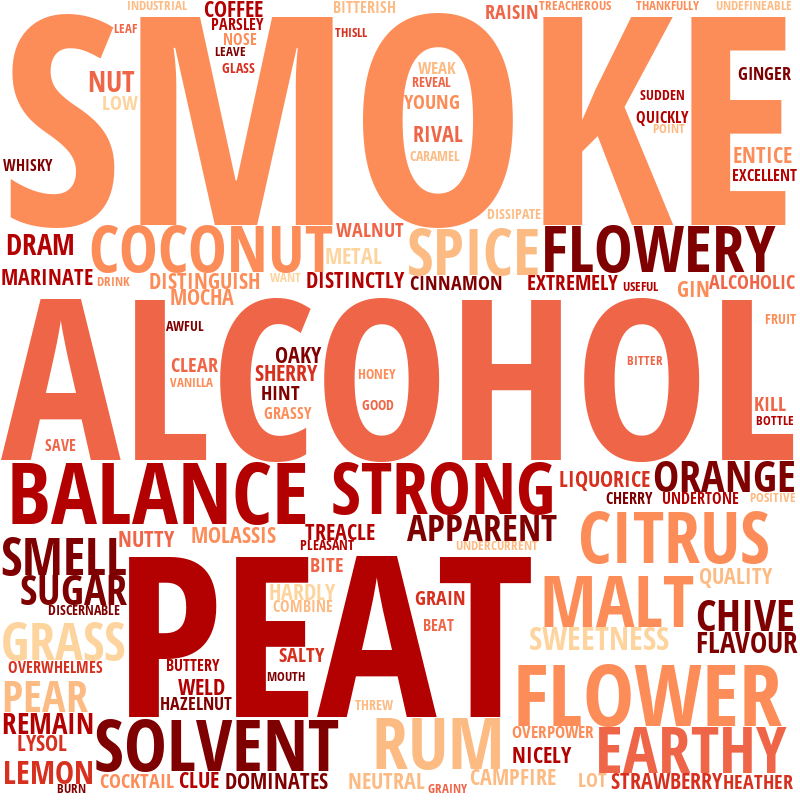 INDUSTRIAL
COFFEE
BITTERISH
RAISIN
TREACHEROUS
THANKFULLY
UNDEFINEABLE
LEAF
PARSLEY
NOSE
THISLL
LEAVE
GLASS
SMOKE
NUT
LOW
WEAK
REVEAL
YOUNG
RIVAL
CARAMEL
GINGER
SUDDEN
QUICKLY
POINT
ENTICE
EXCELLENT
WHISKY
DISSIPATE
DRAM
COCONUT
WALNUT
METAL
SPICE
FLOWERY
MARINATE
DRINK
DISTINGUISH
WANT
DISTINCTLY
CINNAMON
EXTREMELY
USEFUL
GIN
ALCOHOLIC
MOCHA
ALCOHOL
AWFUL
FRUIT
OAKY
CLEAR
SHERRY
HONEY
BITTER
VANILLA
HINT
GRASSY
GOOD
KILL
BOTTLE
SAVE
BALANCE
STRONG
LIQUORICE
ORANGE
CHERRY
UNDERTONE
POSITIVE
NUTTY
MOLASSIS
TREACLE
APPARENT
CITRUS
PLEASANT
UNDERCURRENT
SMELL
PEAT
BITE
QUALITY
SUGAR
HARDLY
COMBINE
GRAIN
MALT
DISCERNABLE
BEAT
CHIVE
GRASS
SWEETNESS
FLAVOUR
OVERWHELMES
BUTTERY
SALTY
MOUTH
PEAR
WELD
HAZELNUT
THREW
FLOWER
REMAIN
LYSOL
SOLVENT
RUM
OVERPOWER
NICELY
EARTHY
LEMON
BURN
COCKTAIL
CLUE
DOMINATES
NEUTRAL
GRAINY
CAMPFIRE
LOT
STRAWBERRY
HEATHER